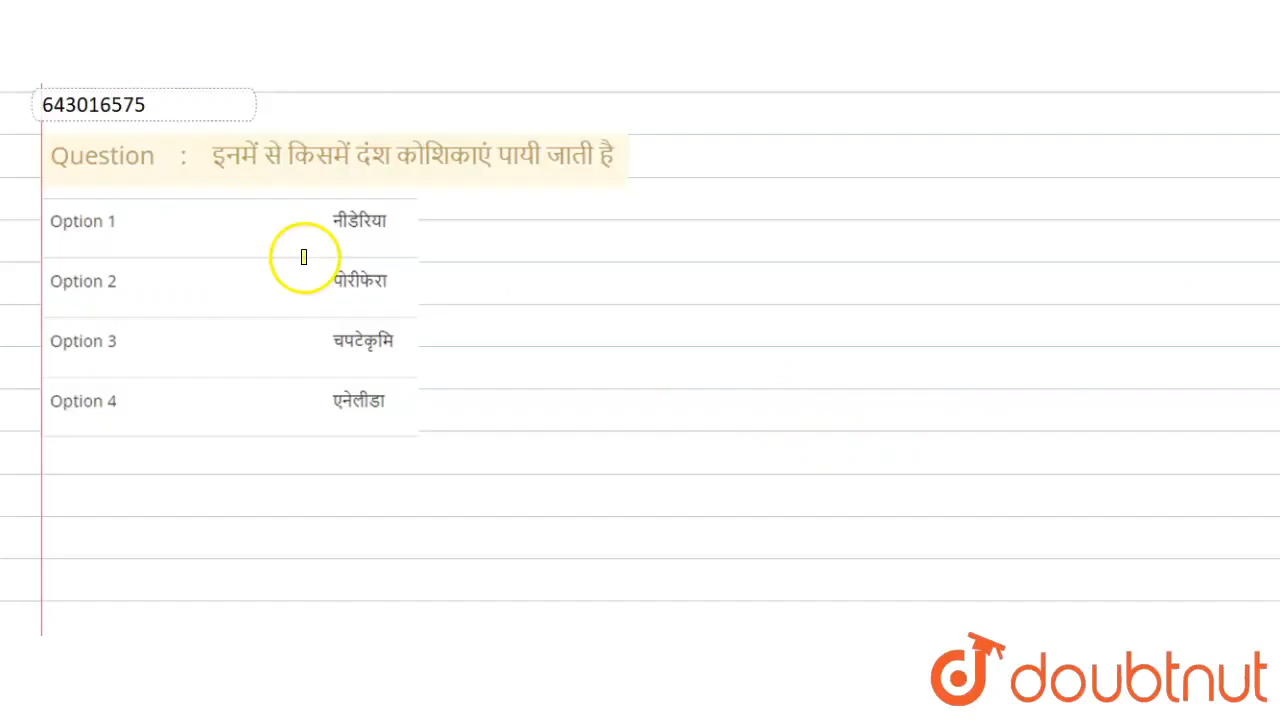 643016575
Question : इनमें से किसमें दंश कोशिकाएं पायी जाती है
Option 1 नीडेरिया
Option 2 पोरीफेरा
Option 3 चपटेकृमि
Option 4 एनेलीडा
doubtnut